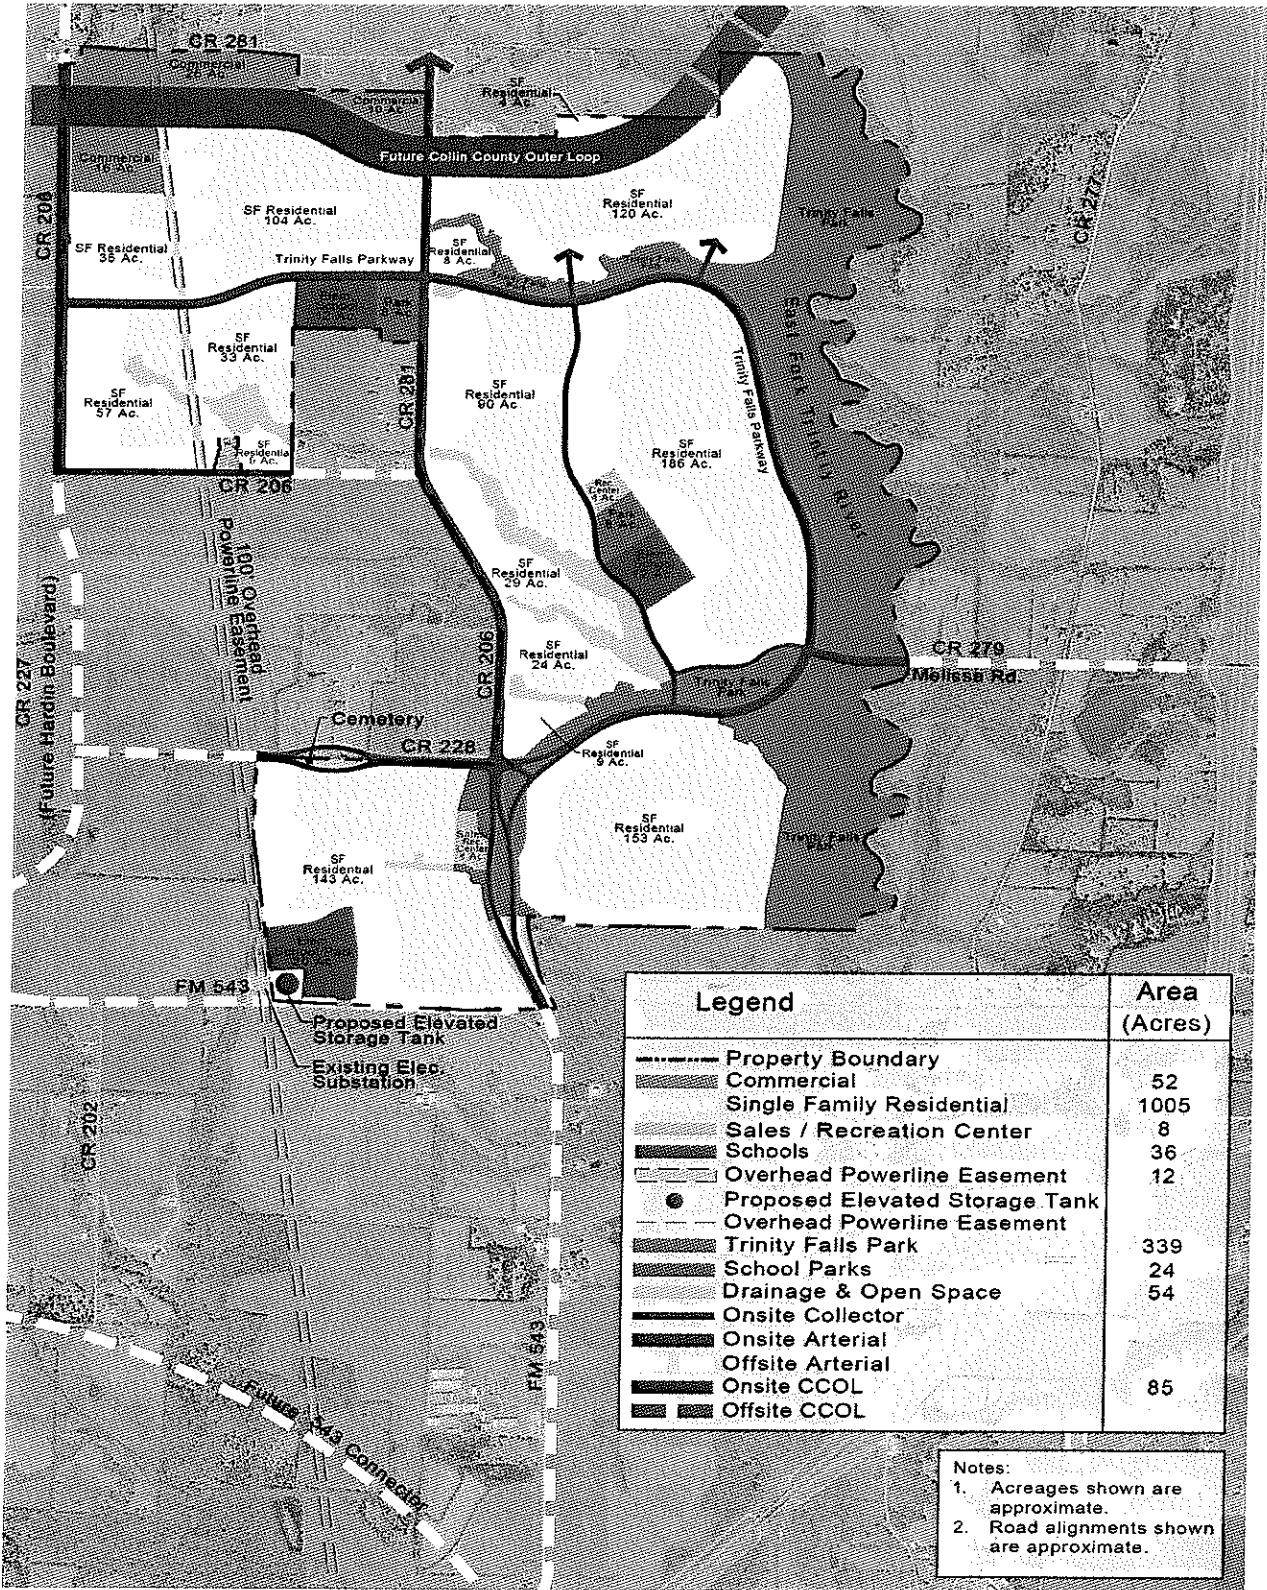 CR 281
Commercial
Commercial
10 Ac.
SF
Residential
4 Ac.
Future Collin County Outer Loop
Commercial
CR 206
CR 277
SF Residential
104 Ac.
SF
Residential
120 Ac.
Trinity Falls
SF Residential
Trinity Falls Parkway
SF
Residential
8 Ac.
SF
Residential
33 Ac.
East Fork Trinity River
Trinity Falls Parkway
SF
Residential
57 Ac.
CR 281
SF
Residential
90 Ac.
SF
Residential
186 Ac.
SF
Residential
CR 206
Rec
Center
100' Overhead
Powerline Easement
SF
Residential
29 Ac.
SF
Residential
24 Ac.
CR 206
CR 227
(Future Hardin Boulevard)
CR 279
Melissa Rd.
Trinity Falls
Park
Cemetery
CR 228
SF
Residential
9 Ac.
SF
Residential
153 Ac.
Trinity Falls
Park
SF
Residential
143 Ac.
Center
FM 543
Proposed Elevated
Storage Tank
Existing Elec.
Substation
CR 202
FM 543
Future 543 Connector
Legend
Area
(Acres)
Property Boundary
Commercial 52
Single Family Residential 1005
Sales / Recreation Center 8
Schools 36
Overhead Powerline Easement 12
Proposed Elevated Storage Tank
Overhead Powerline Easement
Trinity Falls Park 339
School Parks 24
Drainage & Open Space 54
Onsite Collector
Onsite Arterial
Offsite Arterial
Onsite CCOL 85
Offsite CCOL
Notes:
1. Acreages shown are
approximate.
2. Road alignments shown
are approximate.